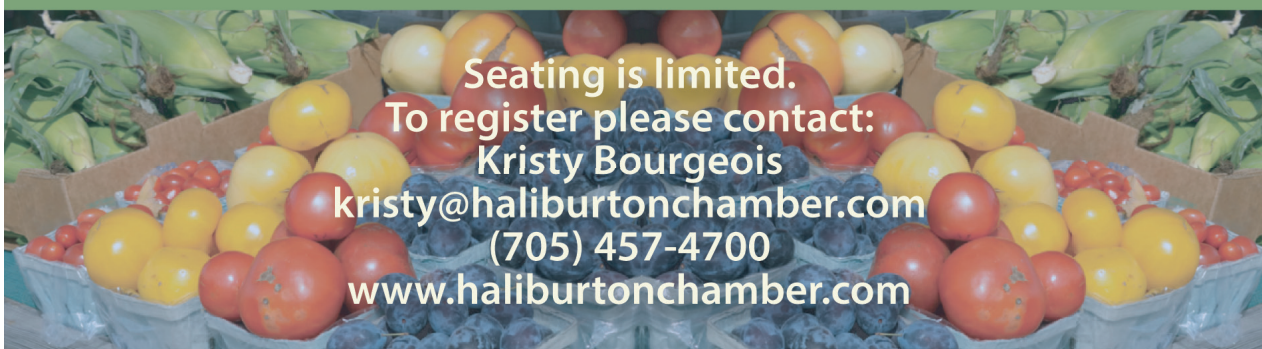 Seating is limited.
To register please contact:
Kristy Bourgeois
kristy@haliburtonchamber.com
(705) 457-4700
www.haliburtonchamber.com